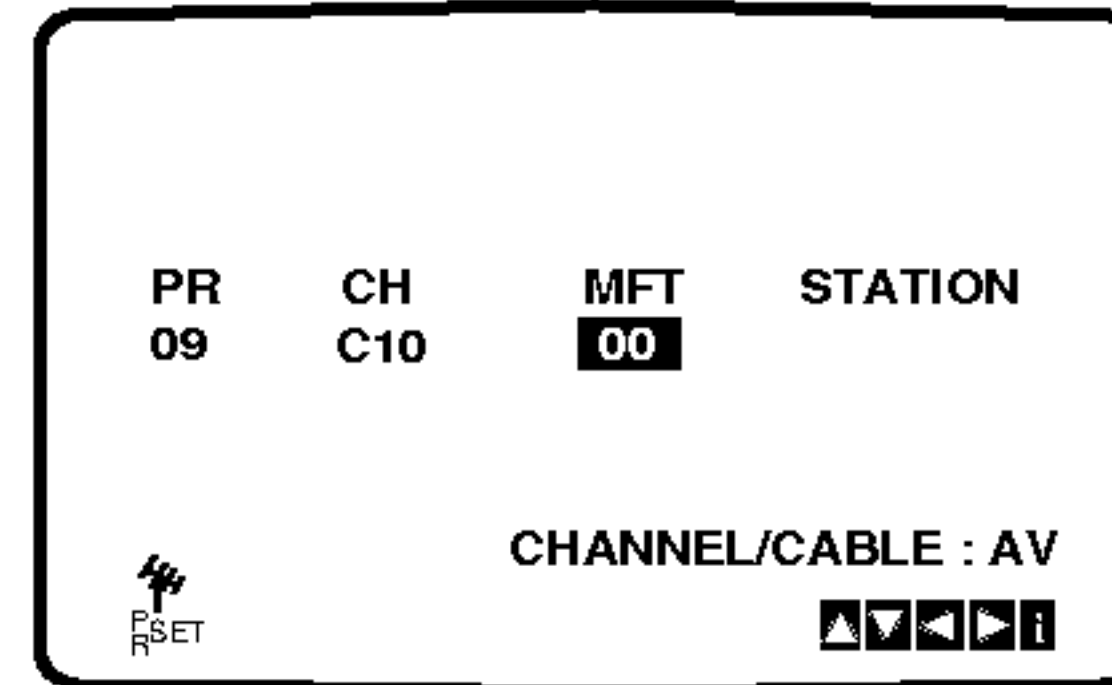 PR CH MFT STATION
09 C10 00
CHANNEL/CABLE : AV
PR SET
i